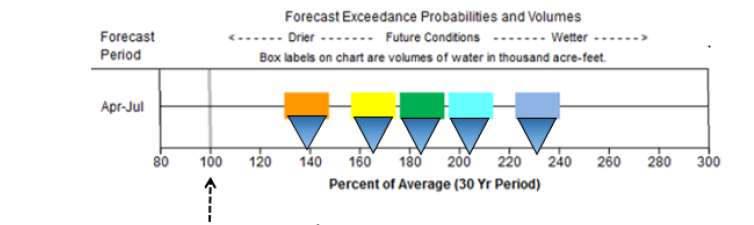 Forecast Exceedance Probabilities and Volumes
Forecast Period
<------ Drier ------- Future Conditions ------- Wetter ------>
Box labels on chart are volumes of water in thousand acre-feet.
Apr-Jul
80 100 120 140 160 180 200 220 240 260 280 300
Percent of Average (30 Yr Period)